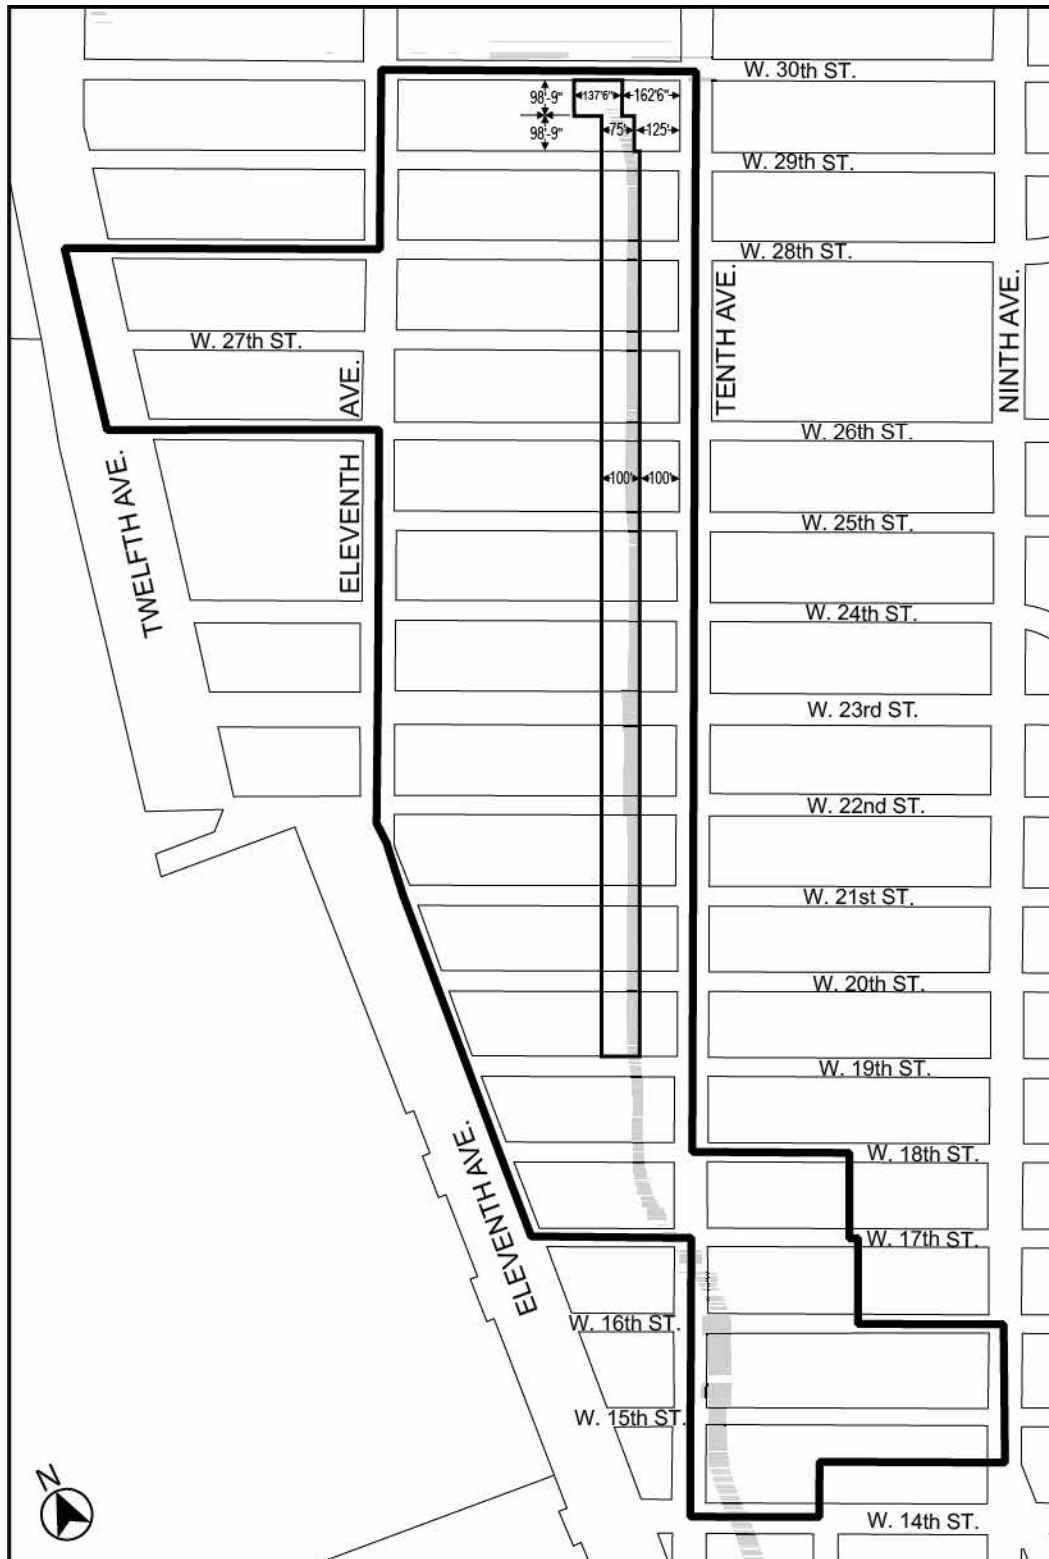 W. 30th ST.
98'-9"
137'6"
162'6"
98'-9"
75'
125'
W. 29th ST.
W. 28th ST.
TENTH AVE.
NINTH AVE.
W. 27th ST.
ELEVENTH AVE.
W. 26th ST.
TWELFTH AVE.
100'
100'
W. 25th ST.
W. 24th ST.
W. 23rd ST.
W. 22nd ST.
W. 21st ST.
W. 20th ST.
W. 19th ST.
ELEVENTH AVE.
W. 18th ST.
W. 17th ST.
W. 16th ST.
W. 15th ST.
N
W. 14th ST.